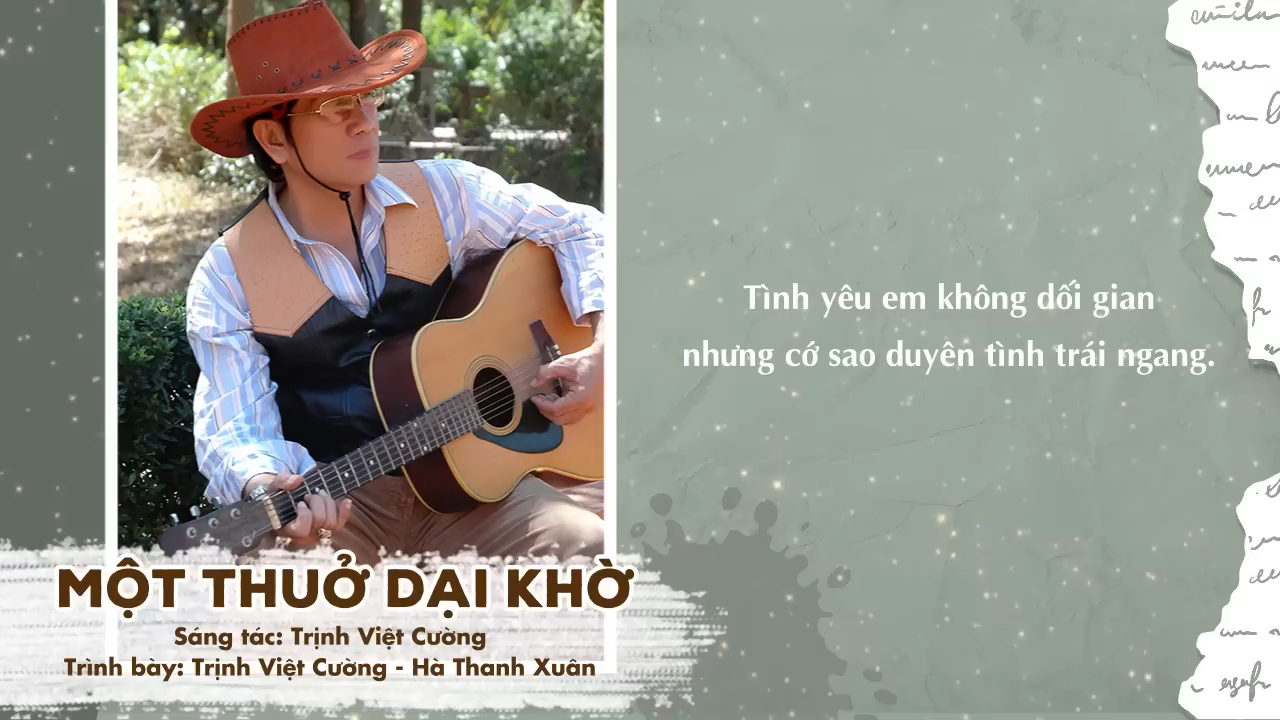 Tình yêu em không dối gian
nhưng cớ sao duyên tình trái ngang.
MỘT THUỞ DẠI KHỜ
Sáng tác: Trịnh Việt Cường
Trình bày: Trịnh Việt Cường - Hà Thanh Xuân